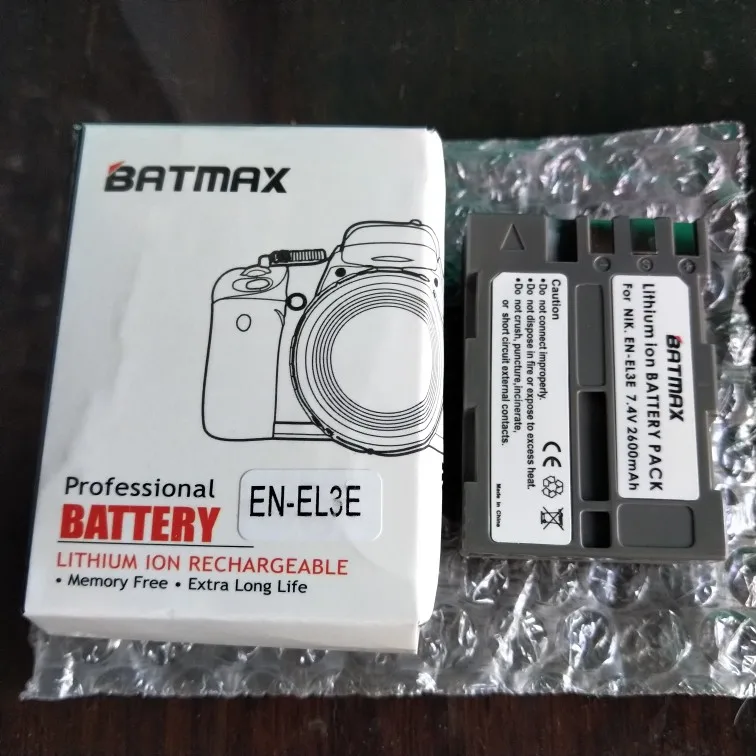 BATMAX
Professional
BATTERY
EN-EL3E
LITHIUM ION RECHARGEABLE
• Memory Free • Extra Long Life
BATMAX
Lithium Ion BATTERY PACK
For NIK. EN-EL3E 7.4V 2600mAh
Caution
•Do not connect improperly.
•Do not dispose in fire or expose to excess heat.
•Do not crush, puncture,incinerate,
or short circuit external contacts.
CE
Made in China